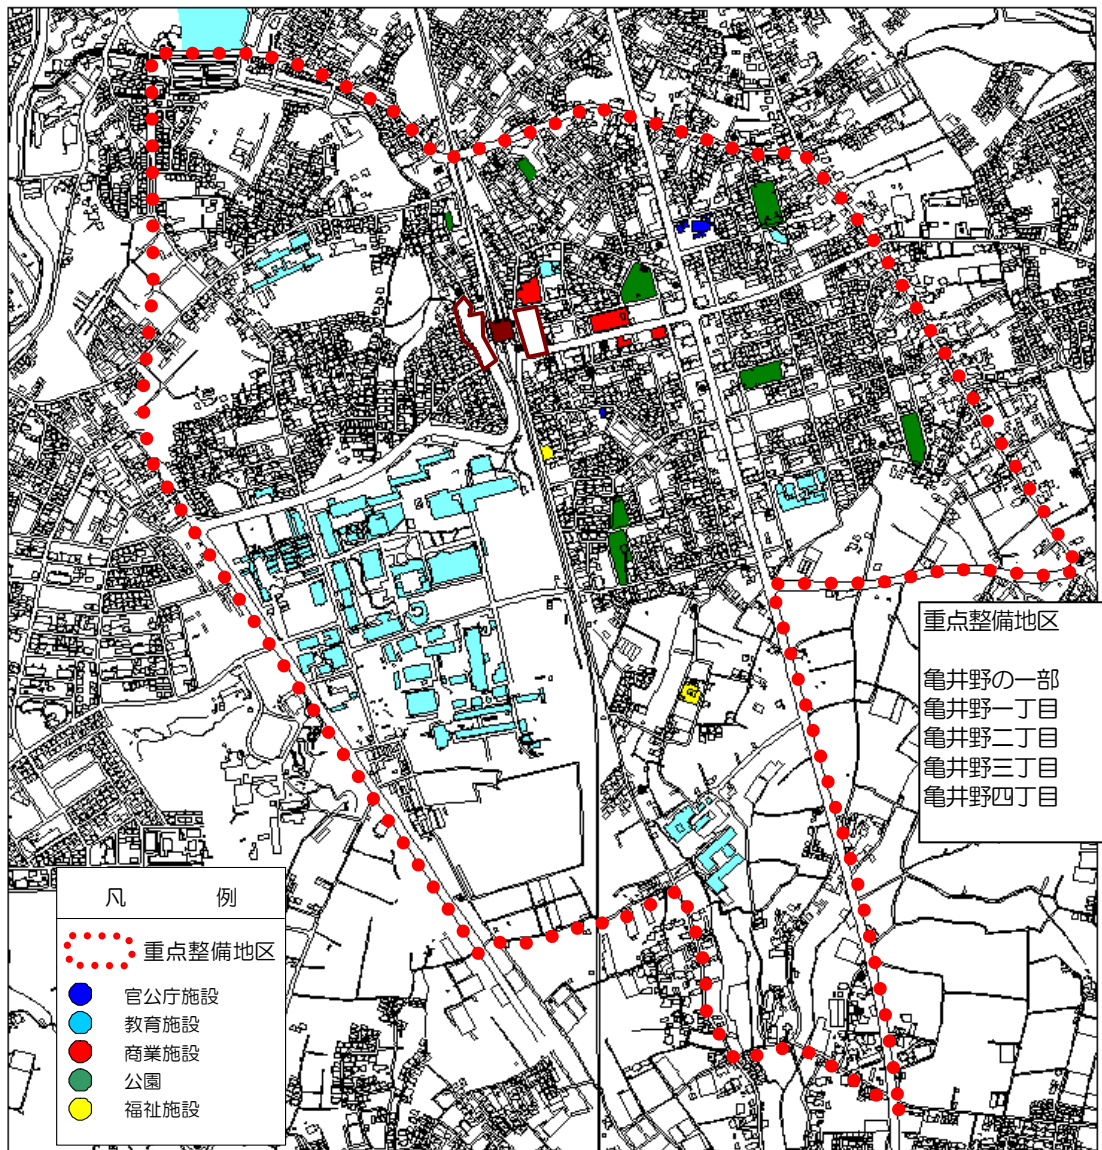 重点整備地区
亀井野の一部
亀井野一丁目
亀井野二丁目
亀井野三丁目
亀井野四丁目
凡 例
重点整備地区
官公庁施設
教育施設
商業施設
公園
福祉施設